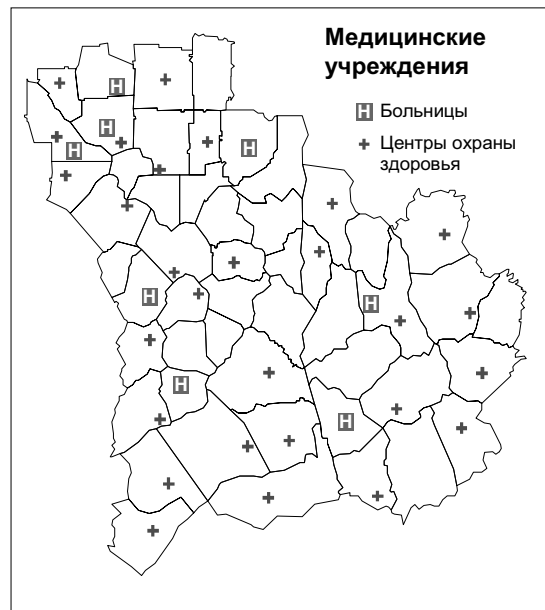 Медицинские
учреждения
Больницы
Центры охраны
здоровья